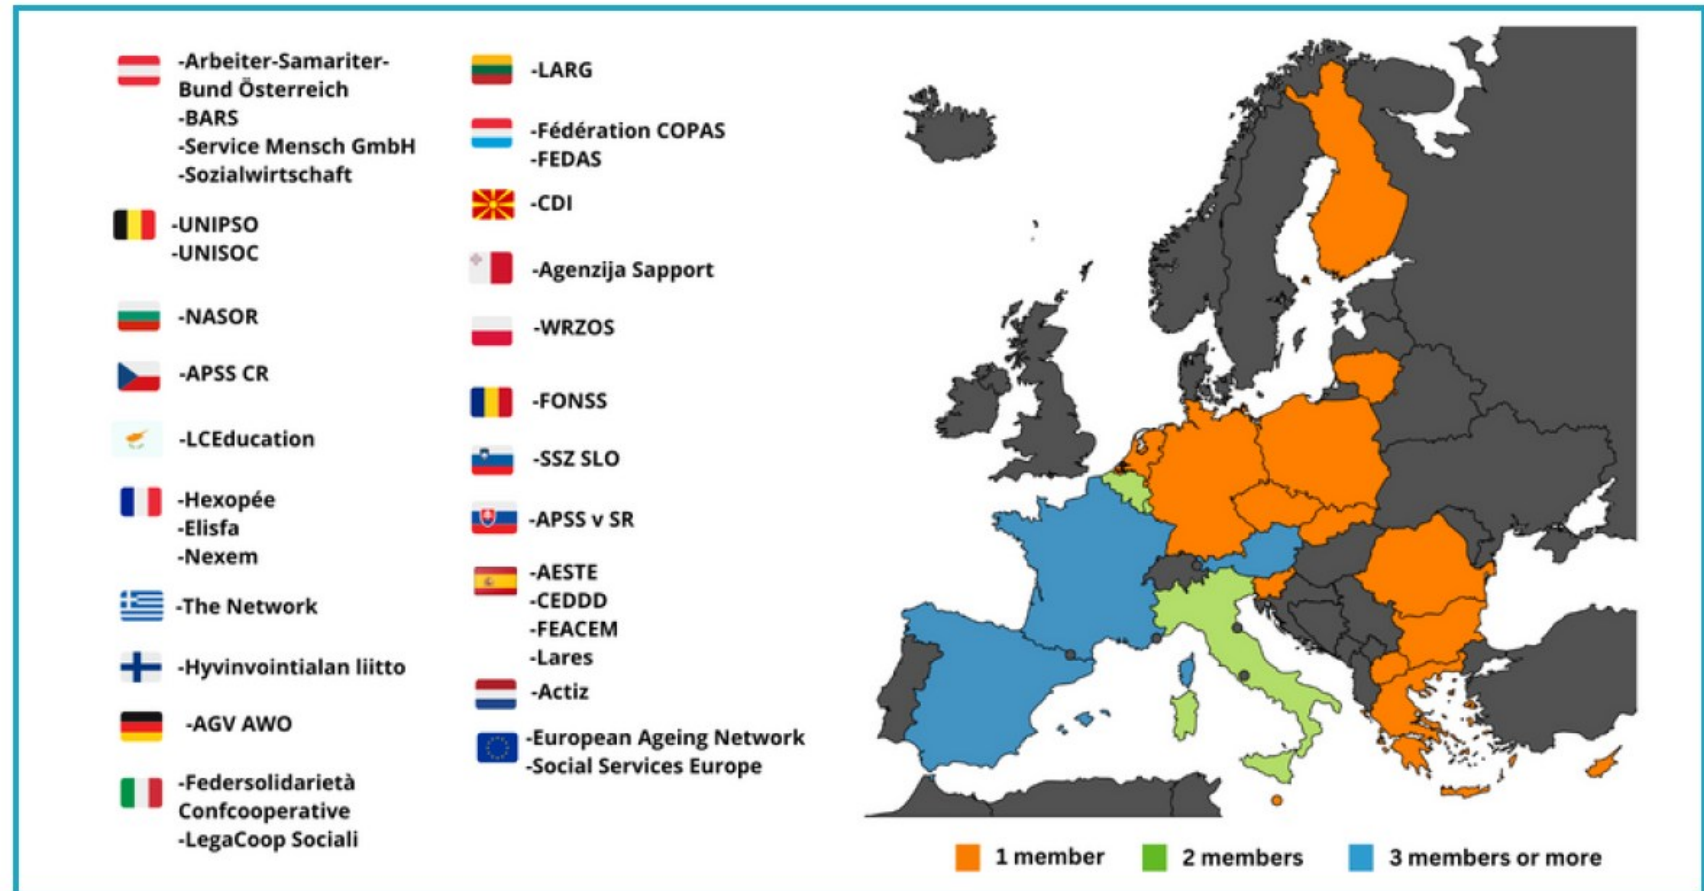 -Arbeiter-Samariter-
Bund Österreich
-BARS
-Service Mensch GmbH
-Sozialwirtschaft
-UNIPSO
-UNISOC
-NASOR
-APSS CR
-LCEducation
-Hexopée
-Elisfa
-Nexem
-The Network
-Hyvinvointialan liitto
-AGV AWO
-Federsolidarietà
Confcooperative
-LegaCoop Sociali
-LARG
-Fédération COPAS
-FEDAS
-CDI
-Agenzija Sapport
-WRZOS
-FONSS
-SSZ SLO
-APSS v SR
-AESTE
-CEDDD
-FEACEM
-Lares
-Actiz
-European Ageing Network
-Social Services Europe
1 member
2 members
3 members or more